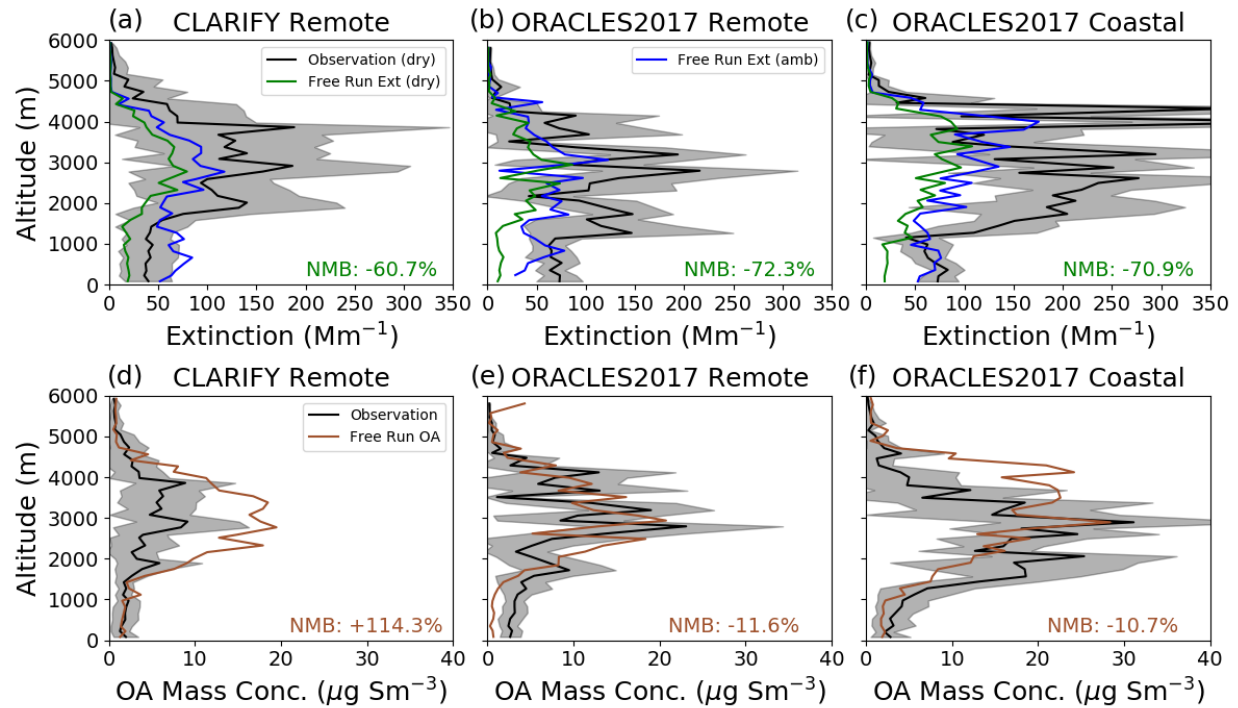 (a) CLARIFY Remote
(b) ORACLES2017 Remote
(c) ORACLES2017 Coastal
Altitude (m)
6000
5000
4000
3000
2000
1000
0
Observation (dry)
Free Run Ext (dry)
Free Run Ext (amb)
NMB: -60.7%
NMB: -72.3%
NMB: -70.9%
0 50 100 150 200 250 300 350
0 50 100 150 200 250 300 350
0 50 100 150 200 250 300 350
Extinction (Mm⁻¹)
Extinction (Mm⁻¹)
Extinction (Mm⁻¹)
(d) CLARIFY Remote
(e) ORACLES2017 Remote
(f) ORACLES2017 Coastal
Altitude (m)
6000
5000
4000
3000
2000
1000
0
Observation
Free Run OA
NMB: +114.3%
NMB: -11.6%
NMB: -10.7%
0 10 20 30 40
0 10 20 30 40
0 10 20 30 40
OA Mass Conc. (μg Sm⁻³)
OA Mass Conc. (μg Sm⁻³)
OA Mass Conc. (μg Sm⁻³)